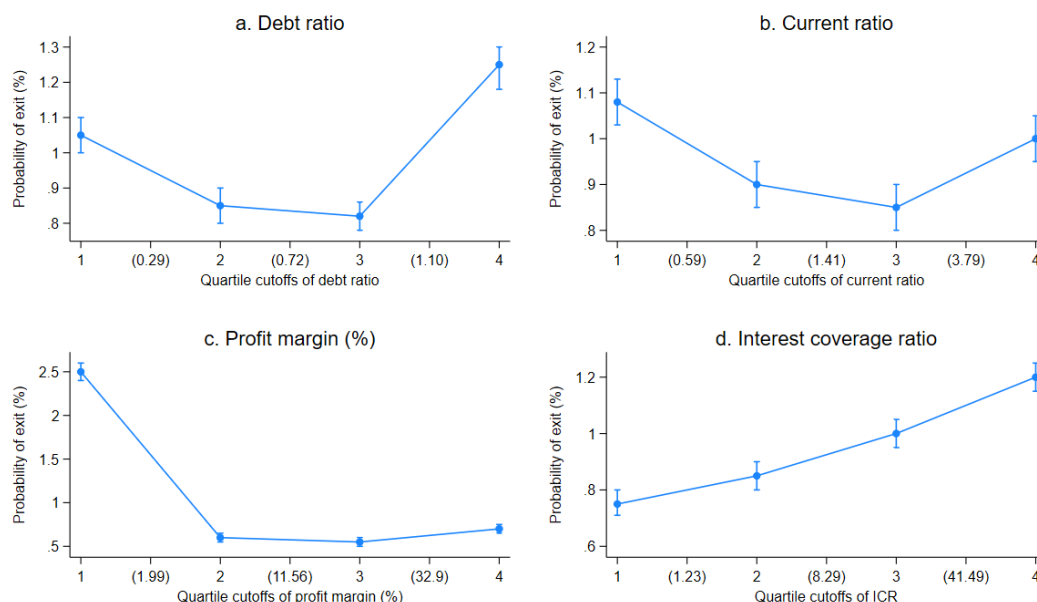 a. Debt ratio
Probability of exit (%)
1.3
1.2
1.1
1
.9
.8
1 (0.29) 2 (0.72) 3 (1.10) 4
Quartile cutoffs of debt ratio
b. Current ratio
Probability of exit (%)
1.2
1.1
1
.9
.8
1 (0.59) 2 (1.41) 3 (3.79) 4
Quartile cutoffs of current ratio
c. Profit margin (%)
Probability of exit (%)
2.5
2
1.5
1
.5
1 (1.99) 2 (11.56) 3 (32.9) 4
Quartile cutoffs of profit margin (%)
d. Interest coverage ratio
Probability of exit (%)
1.2
1
.8
.6
1 (1.23) 2 (8.29) 3 (41.49) 4
Quartile cutoffs of ICR